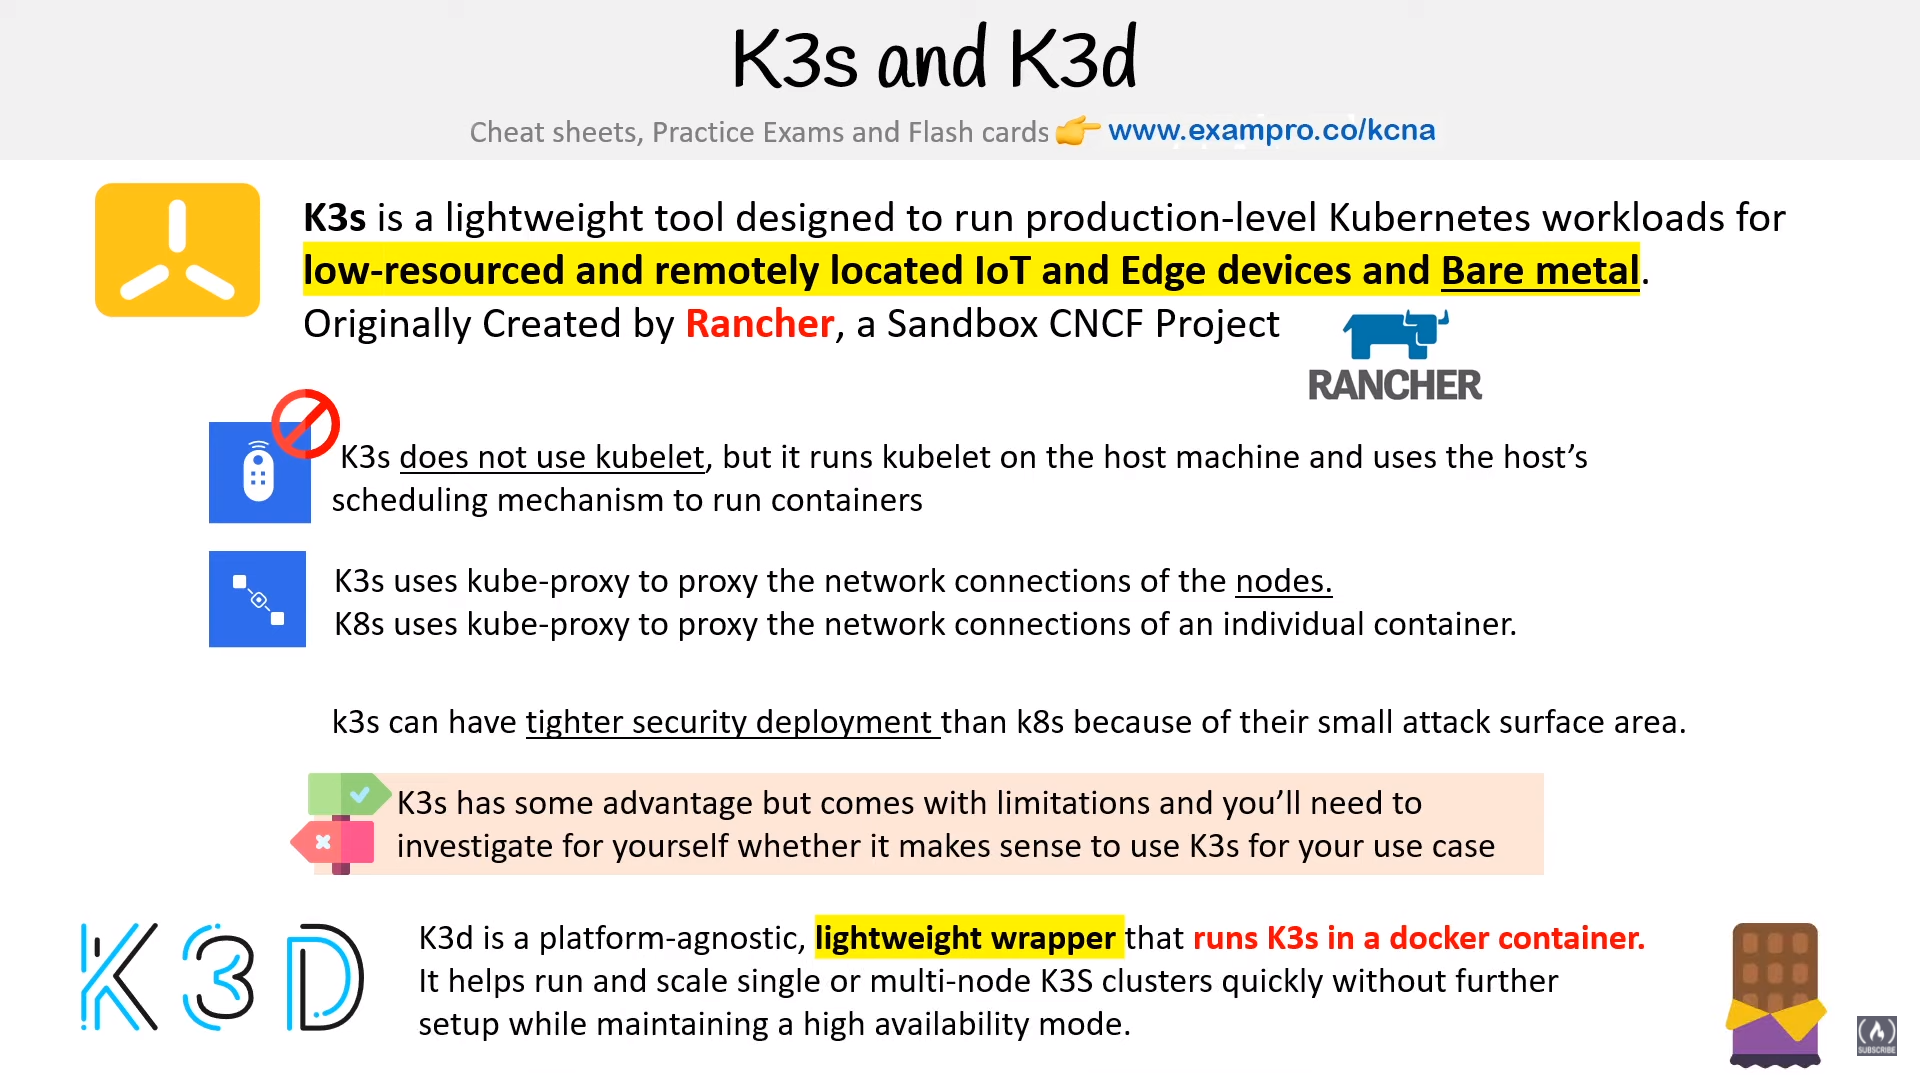 K3s and K3d
Cheat sheets, Practice Exams and Flash cards 👉 www.exampro.co/kcna
K3s is a lightweight tool designed to run production-level Kubernetes workloads for
low-resourced and remotely located IoT and Edge devices and Bare metal.
Originally Created by Rancher, a Sandbox CNCF Project
RANCHER
K3s does not use kubelet, but it runs kubelet on the host machine and uses the host’s
scheduling mechanism to run containers
K3s uses kube-proxy to proxy the network connections of the nodes.
K8s uses kube-proxy to proxy the network connections of an individual container.
k3s can have tighter security deployment than k8s because of their small attack surface area.
K3s has some advantage but comes with limitations and you’ll need to
investigate for yourself whether it makes sense to use K3s for your use case
K3D
K3d is a platform-agnostic, lightweight wrapper that runs K3s in a docker container.
It helps run and scale single or multi-node K3S clusters quickly without further
setup while maintaining a high availability mode.
SUBSCRIBE